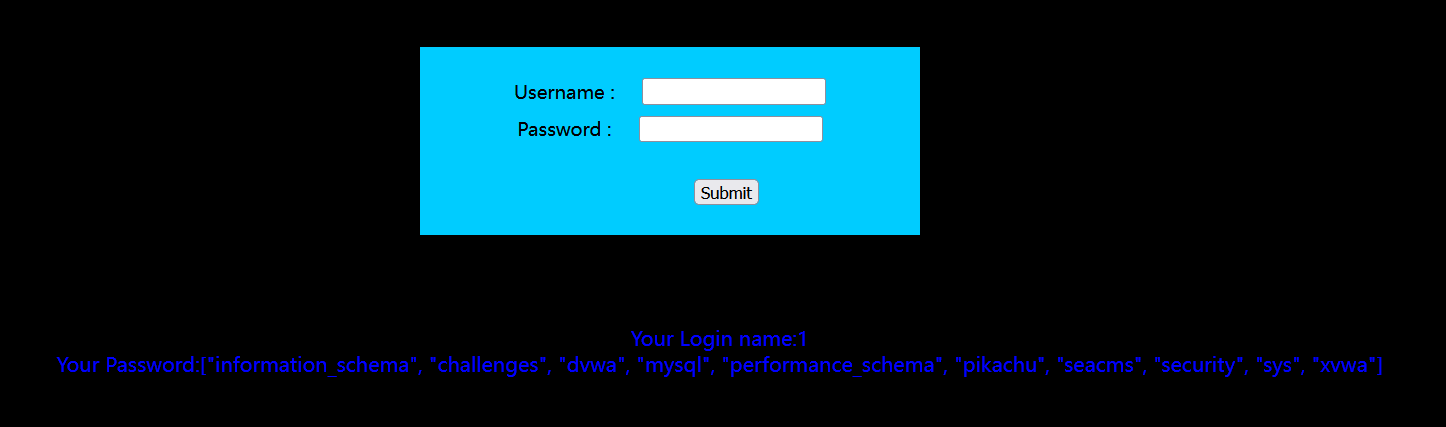 Username :
Password :
Submit
Your Login name:1
Your Password:["information_schema", "challenges", "dvwa", "mysql", "performance_schema", "pikachu", "seacms", "security", "sys", "xvwa"]